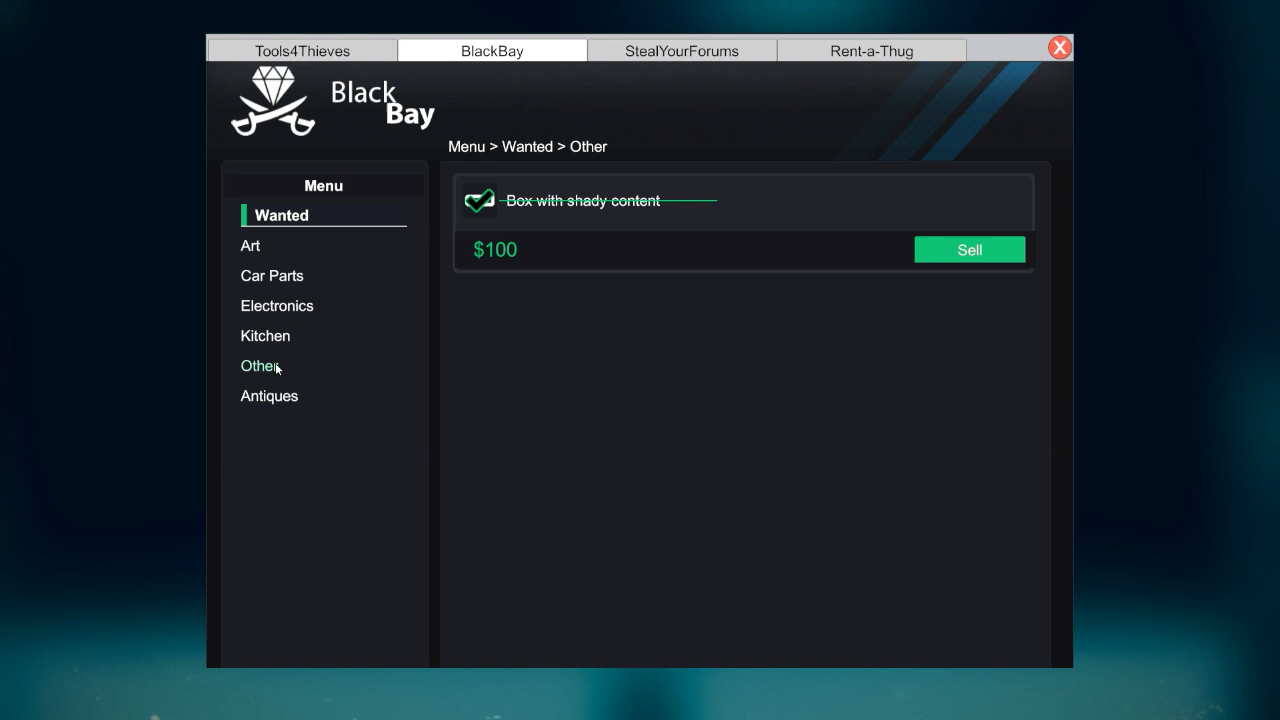 Tools4Thieves BlackBay StealYourForums Rent-a-Thug X
Black
Bay
Menu > Wanted > Other
Menu
Wanted
Art
Car Parts
Electronics
Kitchen
Other
Antiques
Box with shady content
$100 Sell